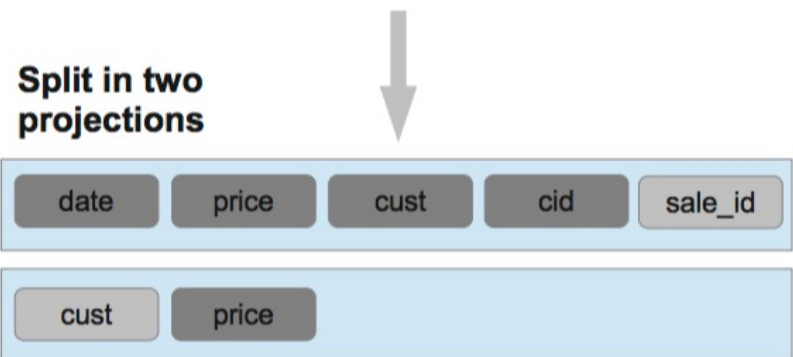 Split in two
projections
date price cust cid sale_id
cust price